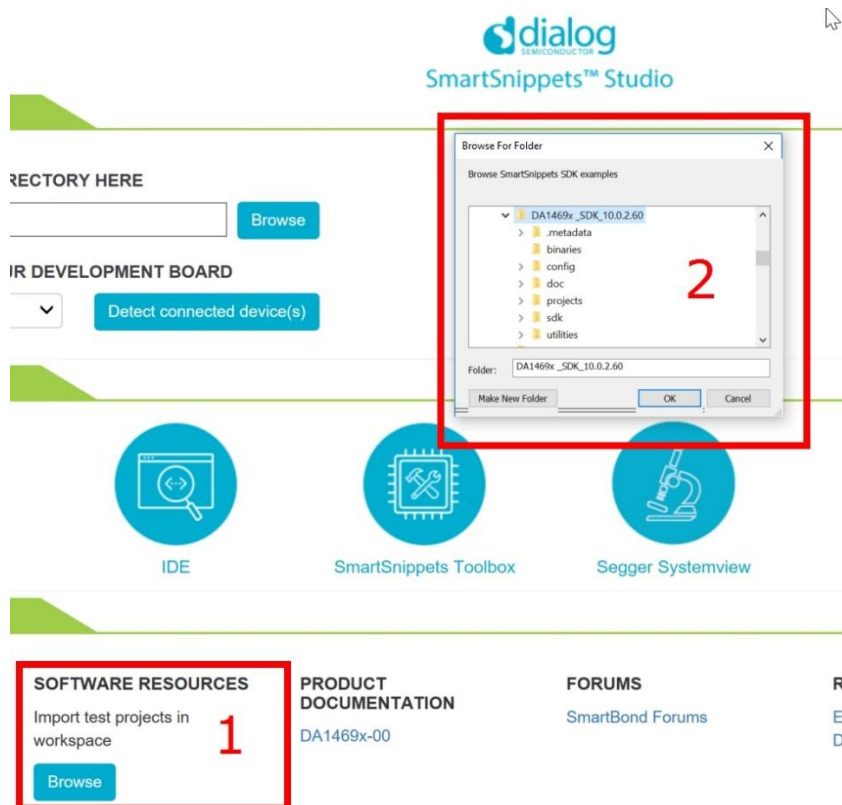 dialog
SEMICONDUCTOR
SmartSnippets™ Studio
RECTORY HERE
Browse
UR DEVELOPMENT BOARD
Detect connected device(s)
Browse For Folder
Browse SmartSnippets SDK examples
DA1469x _SDK_10.0.2.60
.metadata
binaries
config
doc
projects
sdk
utilities
2
Folder:
DA1469x _SDK_10.0.2.60
Make New Folder
OK
Cancel
IDE
SmartSnippets Toolbox
Segger Systemview
SOFTWARE RESOURCES
Import test projects in
workspace
1
Browse
PRODUCT
DOCUMENTATION
DA1469x-00
FORUMS
SmartBond Forums
R
E
D